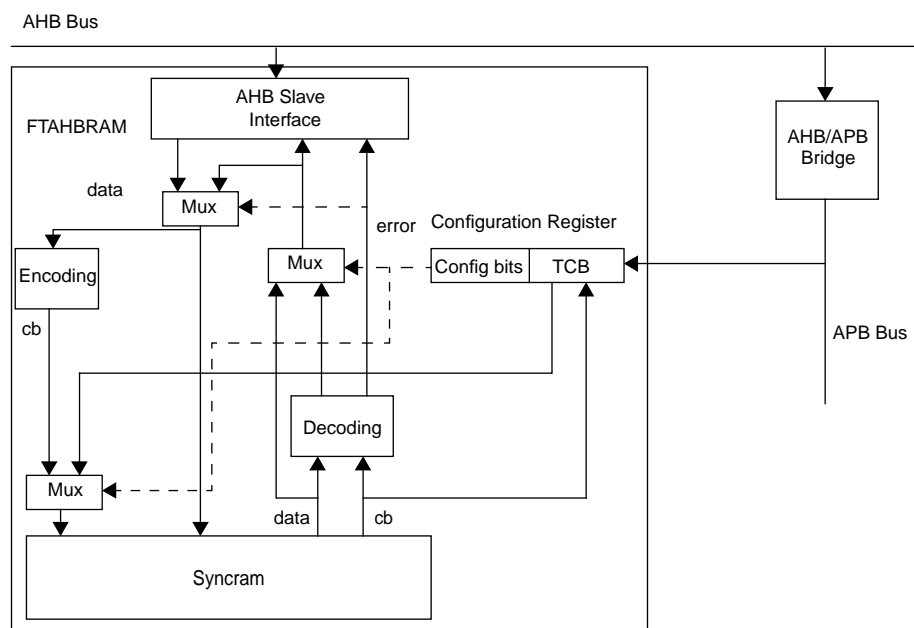 AHB Bus
AHB Slave
Interface
FTAHBRAM
AHB/APB
Bridge
data
Mux
error
Configuration Register
Encoding
Mux
Config bits
TCB
cb
APB Bus
Decoding
Mux
data
cb
Syncram